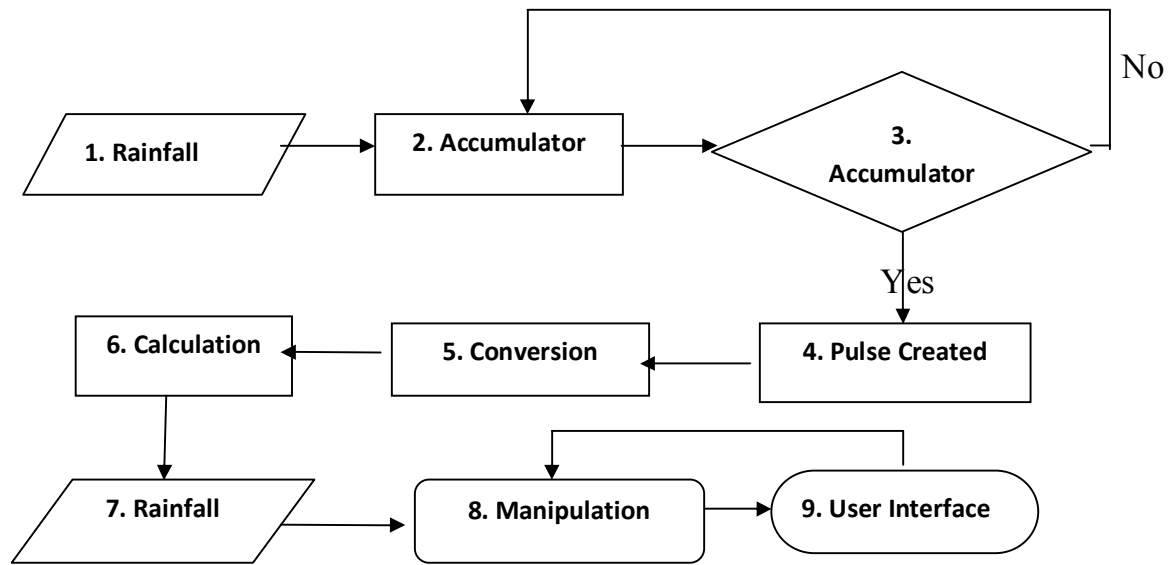 No
1. Rainfall
2. Accumulator
3.
Accumulator
Yes
4. Pulse Created
5. Conversion
6. Calculation
7. Rainfall
8. Manipulation
9. User Interface